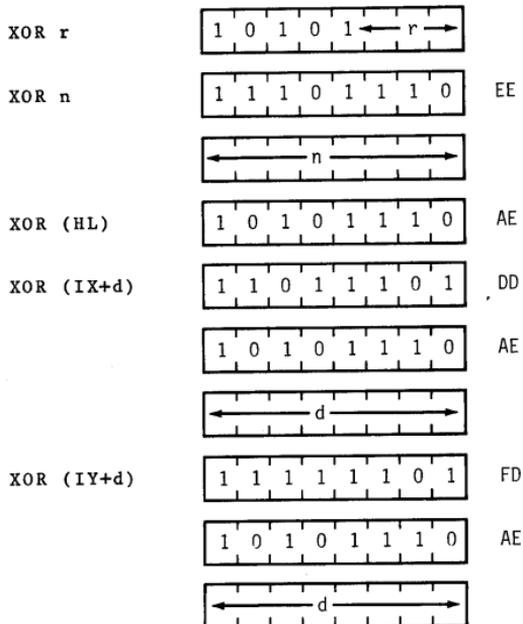 XOR r 1 0 1 0 1 r
XOR n 1 1 1 0 1 1 1 0 EE
n
XOR (HL) 1 0 1 0 1 1 1 0 AE
XOR (IX+d) 1 1 0 1 1 1 0 1 DD
1 0 1 0 1 1 1 0 AE
d
XOR (IY+d) 1 1 1 1 1 1 0 1 FD
1 0 1 0 1 1 1 0 AE
d